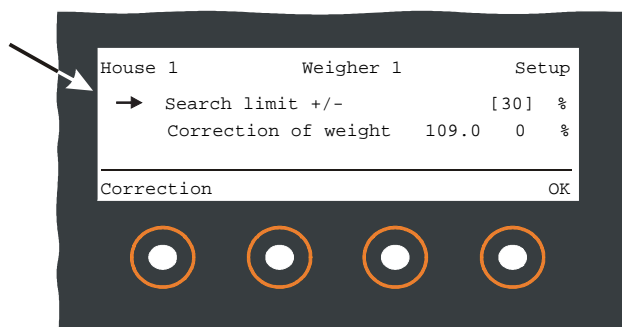 House 1 Weigher 1 Setup
Search limit +/- [30] %
Correction of weight 109.0 0 %
Correction OK